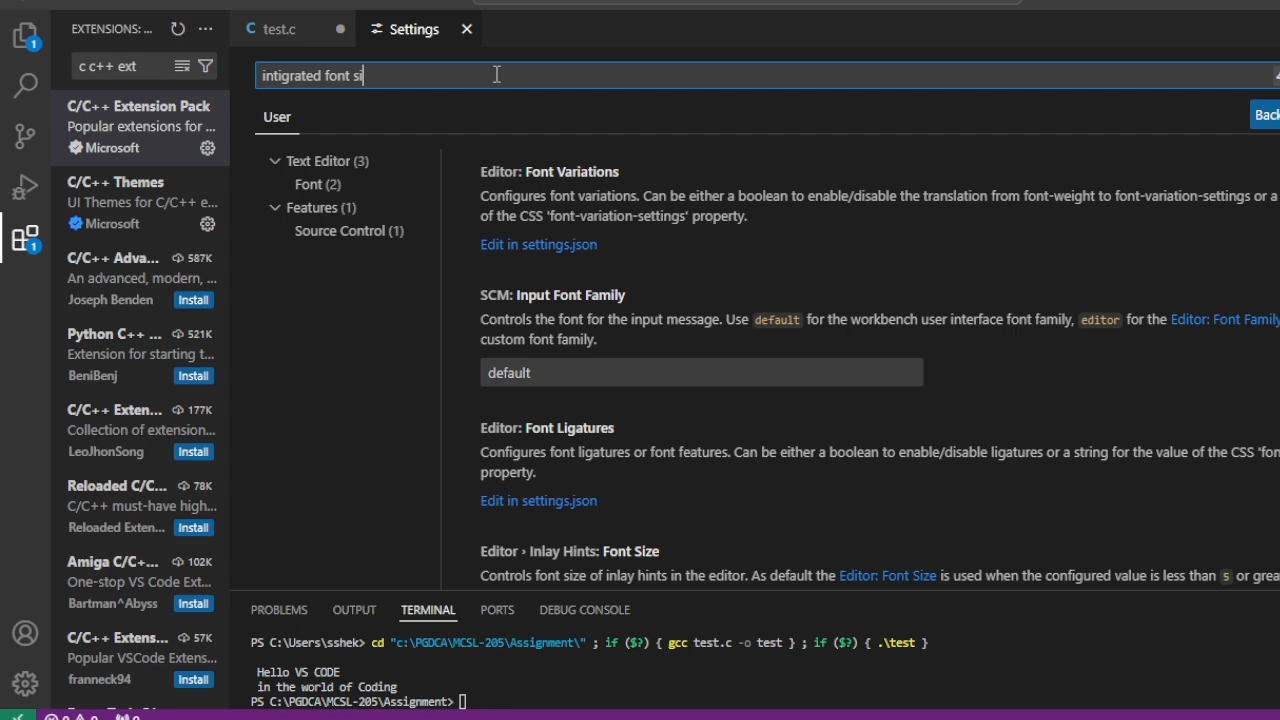 EXTENSIONS: ...
c c++ ext
C/C++ Extension Pack
Popular extensions for ...
Microsoft
C/C++ Themes
UI Themes for C/C++ e...
Microsoft
C/C++ Adva... 587K
An advanced, modern, ...
Joseph Benden Install
Python C++ ... 521K
Extension for starting t...
BeniBenj Install
C/C++ Exten... 177K
Collection of extension...
LeoJhonSong Install
Reloaded C/C... 78K
C/C++ must-have high...
Reloaded Exten... Install
Amiga C/C+... 102K
One-stop VS Code Ext...
Bartman^Abyss Install
C/C++ Extens... 57K
Popular VSCode Extens...
franneck94 Install
C test.c
Settings
intigrated font si
User
Back
Text Editor (3)
Font (2)
Features (1)
Source Control (1)
Editor: Font Variations
Configures font variations. Can be either a boolean to enable/disable the translation from font-weight to font-variation-settings or a
of the CSS 'font-variation-settings' property.
Edit in settings.json
SCM: Input Font Family
Controls the font for the input message. Use default for the workbench user interface font family, editor for the Editor: Font Family
custom font family.
default
Editor: Font Ligatures
Configures font ligatures or font features. Can be either a boolean to enable/disable ligatures or a string for the value of the CSS 'fon
property.
Edit in settings.json
Editor › Inlay Hints: Font Size
Controls font size of inlay hints in the editor. As default the Editor: Font Size is used when the configured value is less than 5 or grea
PROBLEMS OUTPUT TERMINAL PORTS DEBUG CONSOLE
PS C:\Users\sshek> cd "c:\PGDCA\MCSL-205\Assignment\" ; if ($?) { gcc test.c -o test } ; if ($?) { .\test }
Hello VS CODE
in the world of Coding
PS C:\PGDCA\MCSL-205\Assignment>
1
1